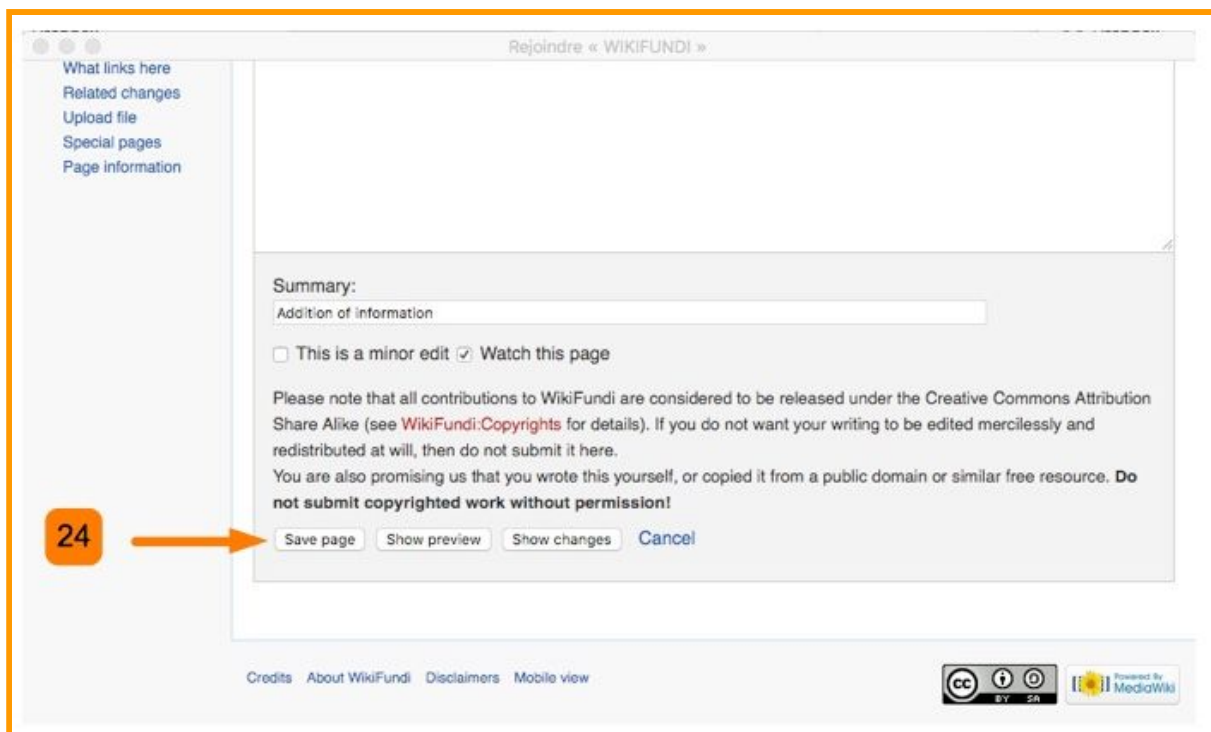 Rejoindre « WIKIFUNDI »
What links here
Related changes
Upload file
Special pages
Page information
Summary:
Addition of information
This is a minor edit Watch this page
Please note that all contributions to WikiFundi are considered to be released under the Creative Commons Attribution
Share Alike (see WikiFundi:Copyrights for details). If you do not want your writing to be edited mercilessly and
redistributed at will, then do not submit it here.
You are also promising us that you wrote this yourself, or copied it from a public domain or similar free resource. Do
not submit copyrighted work without permission!
24
Save page Show preview Show changes Cancel
Credits About WikiFundi Disclaimers Mobile view
CC BY SA
Powered By
MediaWiki